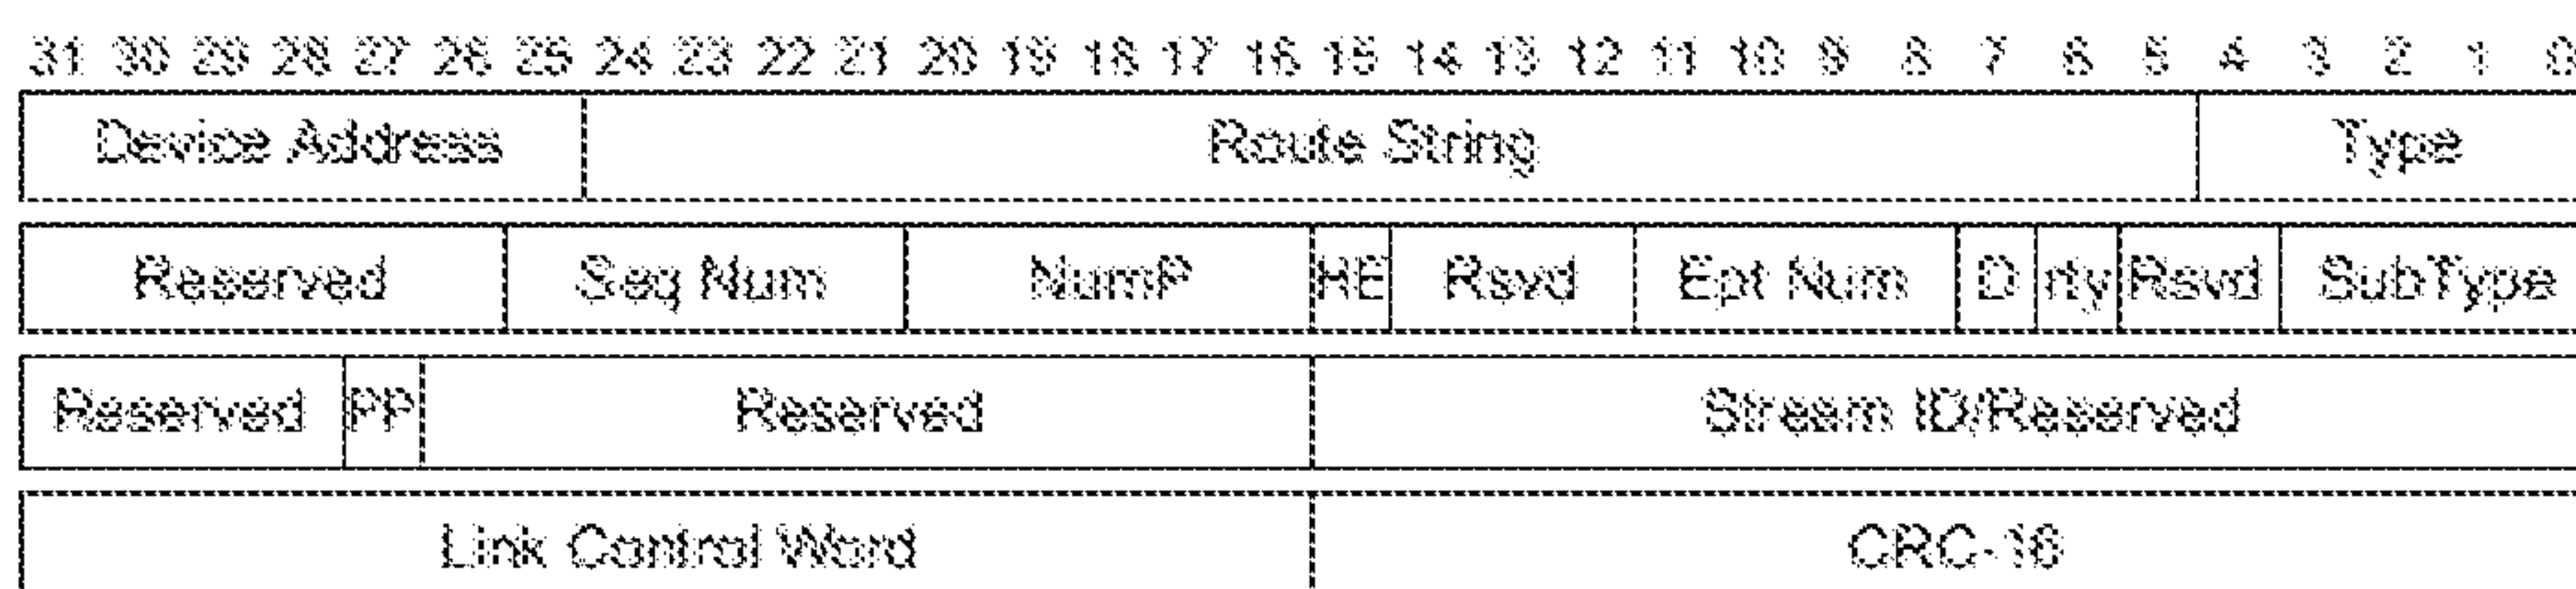 31 30 29 28 27 26 25 24 23 22 21 20 19 18 17 16 15 14 13 12 11 10 9 8 7 6 5 4 3 2 1 0
Device Address Route String Type
Reserved Seq Num NumP HE Rsvd Ept Num D rty Rsvd SubType
Reserved PP Reserved Stream ID/Reserved
Link Control Word CRC-16